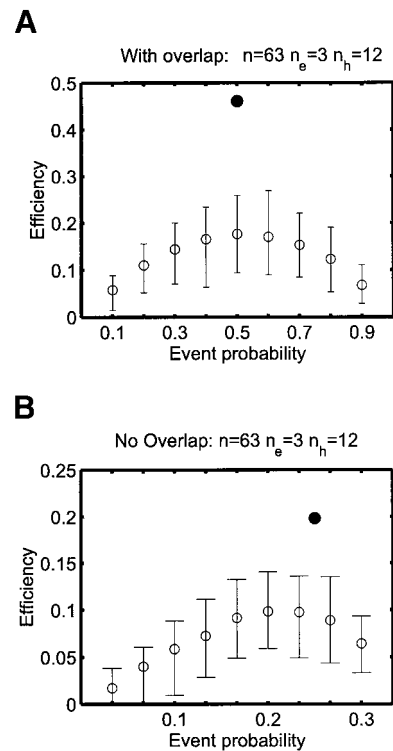 A
With overlap: n=63 nₑ=3 nₕ=12
0.5
0.4
0.3
0.2
0.1
0
Efficiency
0.1 0.3 0.5 0.7 0.9
Event probability
B
No Overlap: n=63 nₑ=3 nₕ=12
0.25
0.2
0.15
0.1
0.05
0
Efficiency
0.1 0.2 0.3
Event probability